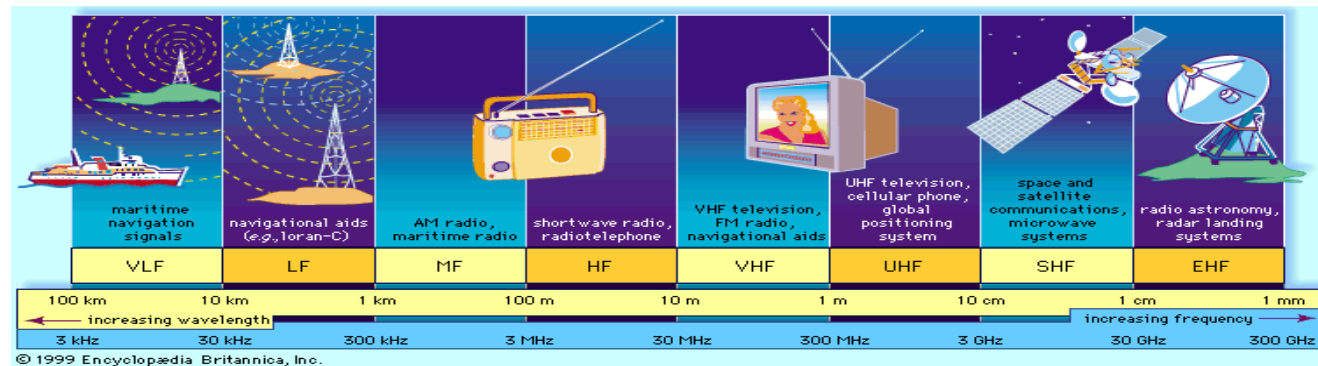 maritime
navigation
signals
navigational aids
(e.g.,loran-C)
AM radio,
maritime radio
shortwave radio,
radiotelephone
VHF television,
FM radio,
navigational aids
UHF television,
cellular phone,
global
positioning
system
space and
satellite
communications,
microwave
systems
radio astronomy,
radar landing
systems
VLF LF MF HF VHF UHF SHF EHF
100 km 10 km 1 km 100 m 10 m 1 m 10 cm 1 cm 1 mm
increasing wavelength increasing frequency
3 kHz 30 kHz 300 kHz 3 MHz 30 MHz 300 MHz 3 GHz 30 GHz 300 GHz
© 1999 Encyclopædia Britannica, Inc.